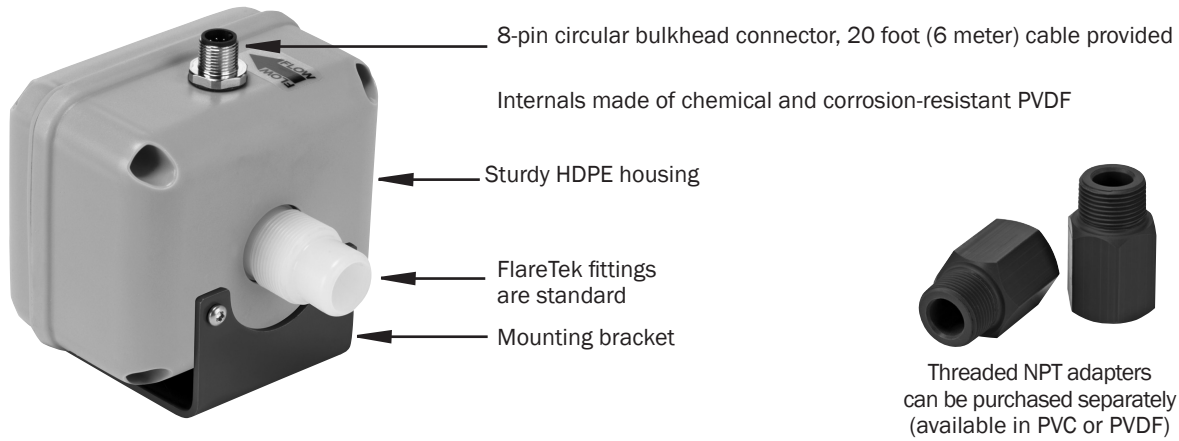 8-pin circular bulkhead connector, 20 foot (6 meter) cable provided
FLOW
FLOW
Internals made of chemical and corrosion-resistant PVDF
Sturdy HDPE housing
FlareTek fittings
are standard
Mounting bracket
Threaded NPT adapters
can be purchased separately
(available in PVC or PVDF)